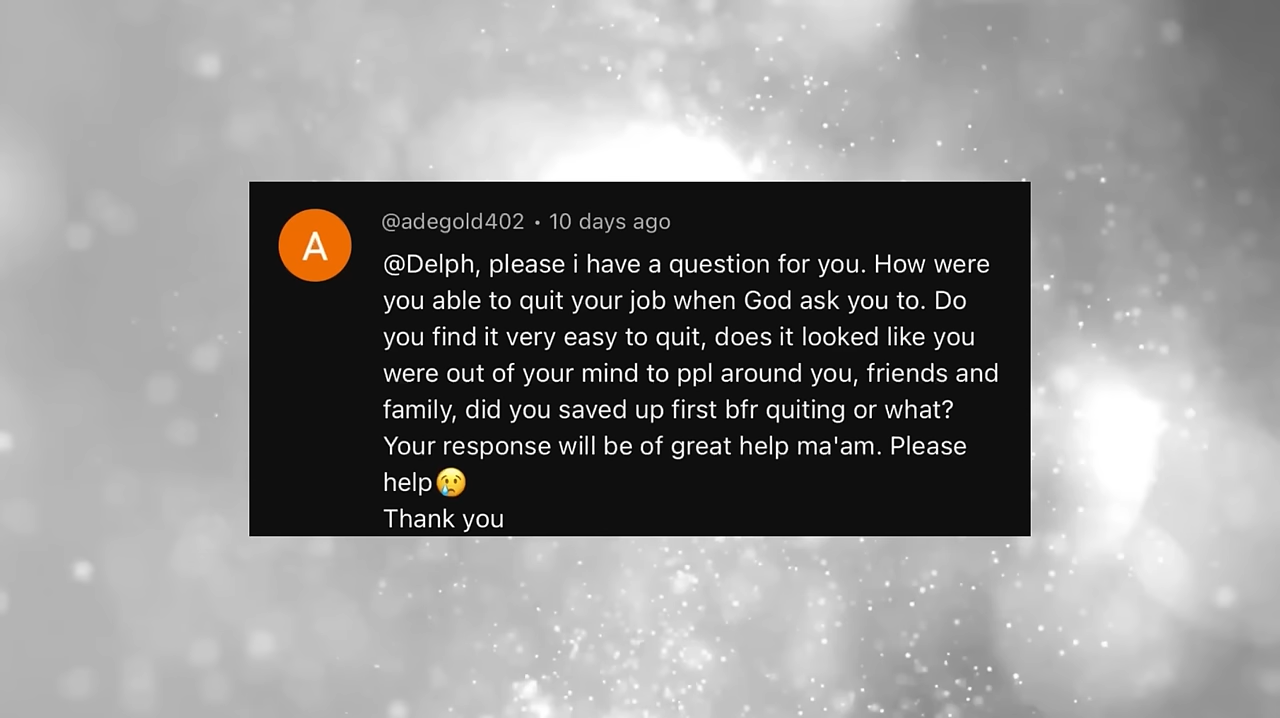 A
@adegold402 • 10 days ago
@Delph, please i have a question for you. How were
you able to quit your job when God ask you to. Do
you find it very easy to quit, does it looked like you
were out of your mind to ppl around you, friends and
family, did you saved up first bfr quiting or what?
Your response will be of great help ma'am. Please
help😢
Thank you